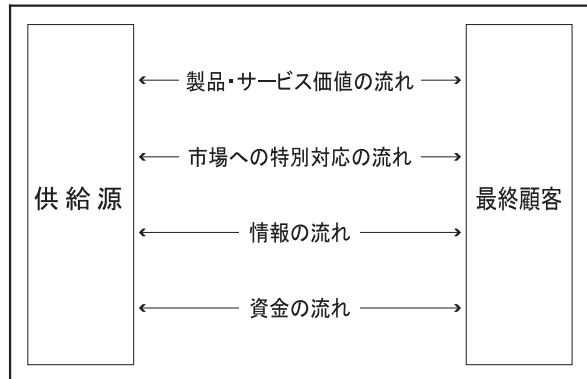 製品・サービス価値の流れ
市場への特別対応の流れ
供給源
最終顧客
情報の流れ
資金の流れ